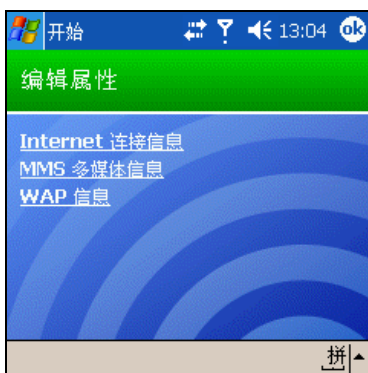 开始 13:04 ok
编辑属性
Internet 连接信息
MMS 多媒体信息
WAP 信息
拼